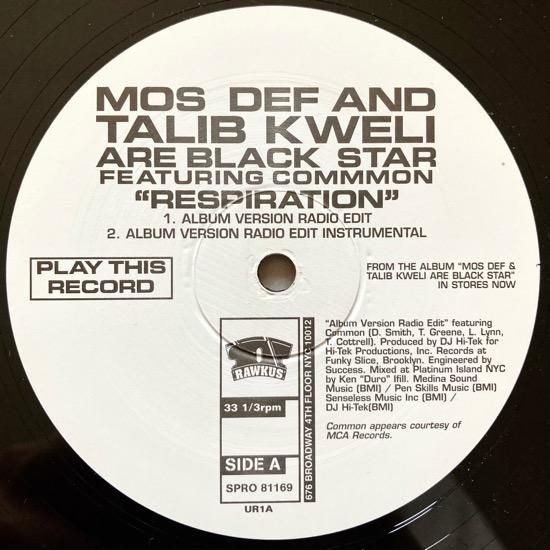 MOS DEF AND
TALIB KWELI
ARE BLACK STAR
FEATURING COMMMON
“RESPIRATION”
1. ALBUM VERSION RADIO EDIT
2. ALBUM VERSION RADIO EDIT INSTRUMENTAL
PLAY THIS
RECORD
FROM THE ALBUM “MOS DEF &
TALIB KWELI ARE BLACK STAR”
IN STORES NOW
RAWKUS
33 1/3rpm
SIDE A
SPRO 81169
UR1A
676 BROADWAY 4TH FLOOR NYC 10012
“Album Version Radio Edit” featuring
Common (D. Smith, T. Greene, L. Lynn,
T. Cottrell). Produced by DJ Hi-Tek for
Hi-Tek Productions, Inc. Records at
Funky Slice, Brooklyn. Engineered by
Success. Mixed at Platinum Island NYC
by Ken “Duro” Ifill. Medina Sound
Music (BMI) / Pen Skills Music (BMI)
Senseless Music Inc (BMI) /
DJ Hi-Tek(BMI)
Common appears courtesy of
MCA Records.